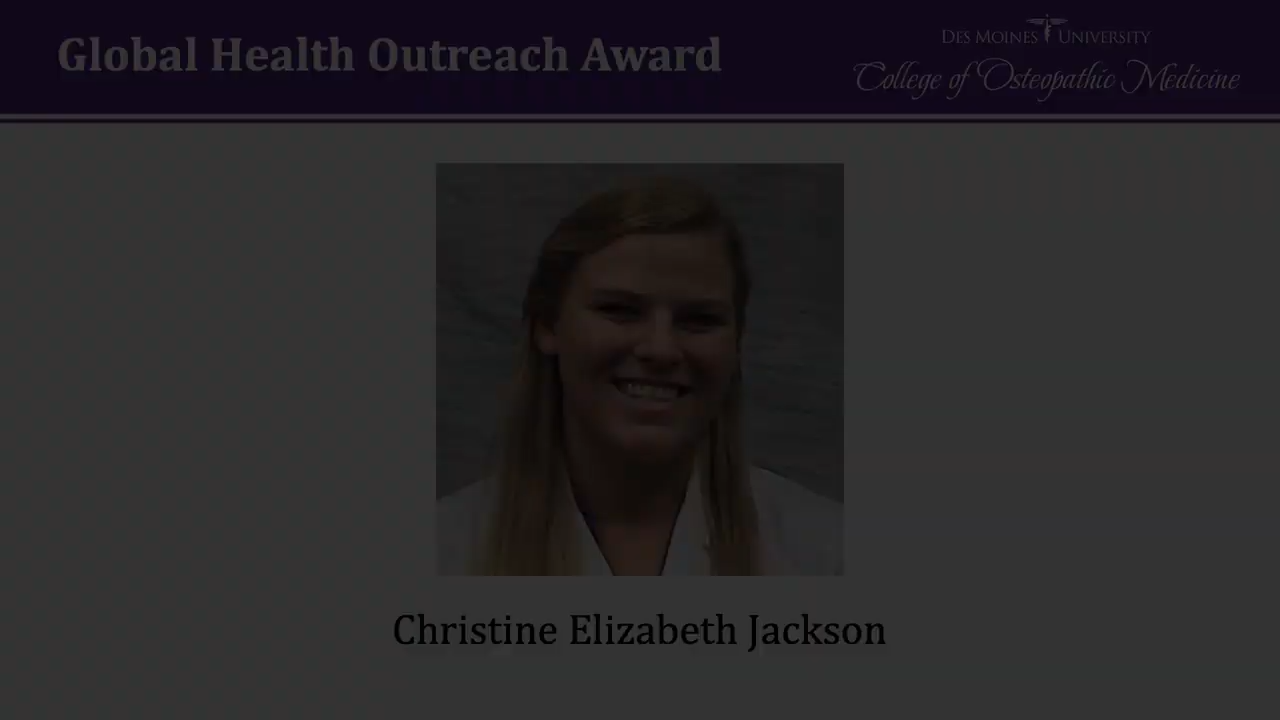 Global Health Outreach Award
DES MOINES UNIVERSITY
College of Osteopathic Medicine
Christine Elizabeth Jackson